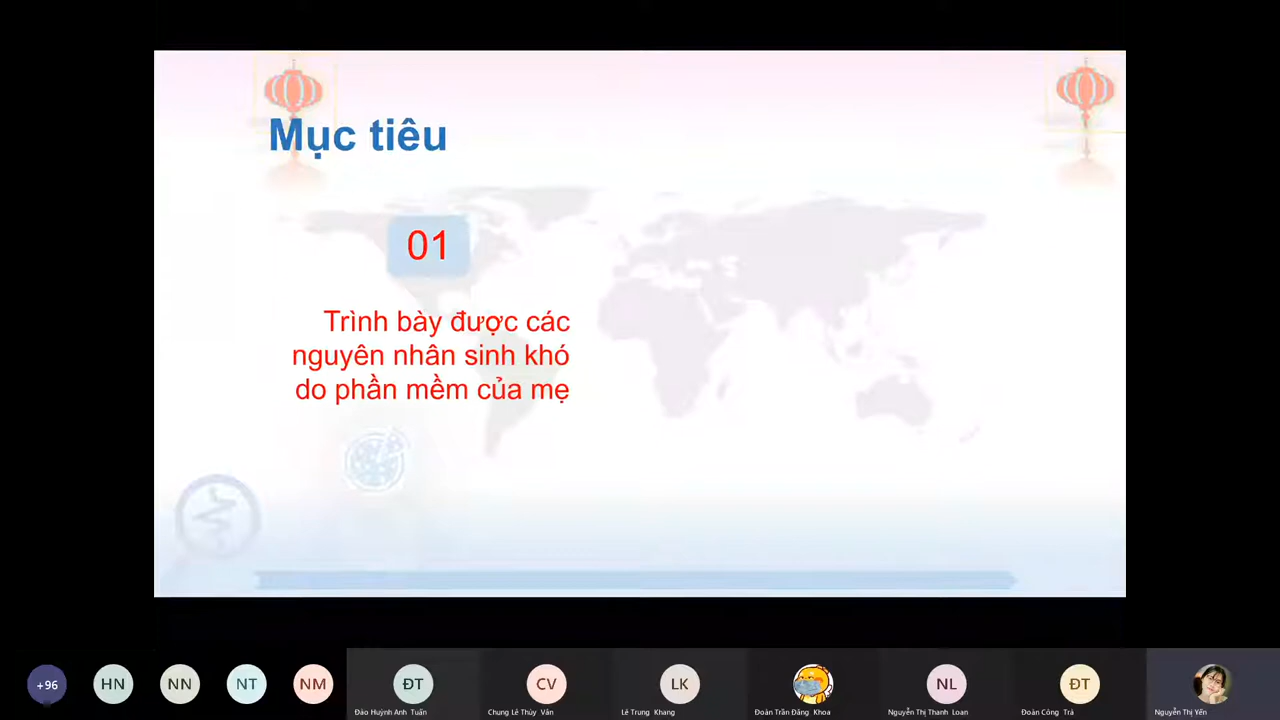 Mục tiêu
01
Trình bày được các
nguyên nhân sinh khó
do phần mềm của mẹ
+96
HN
NN
NT
NM
ĐT
CV
LK
NL
ĐT
Đào Huỳnh Anh Tuấn
Chung Lê Thúy Vân
Lê Trung Khang
Đoàn Trần Đăng Khoa
Nguyễn Thị Thanh Loan
Đoàn Công Trá
Nguyễn Thị Yến